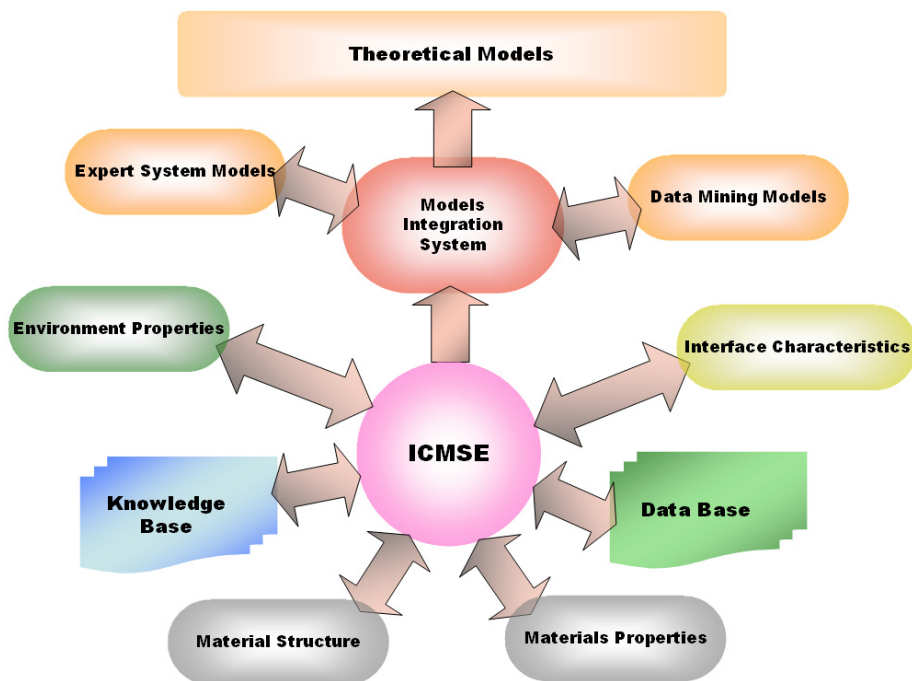 Theoretical Models
Expert System Models
Models
Integration
System
Data Mining Models
Environment Properties
Interface Characteristics
ICMSE
Knowledge
Base
Data Base
Material Structure
Materials Properties